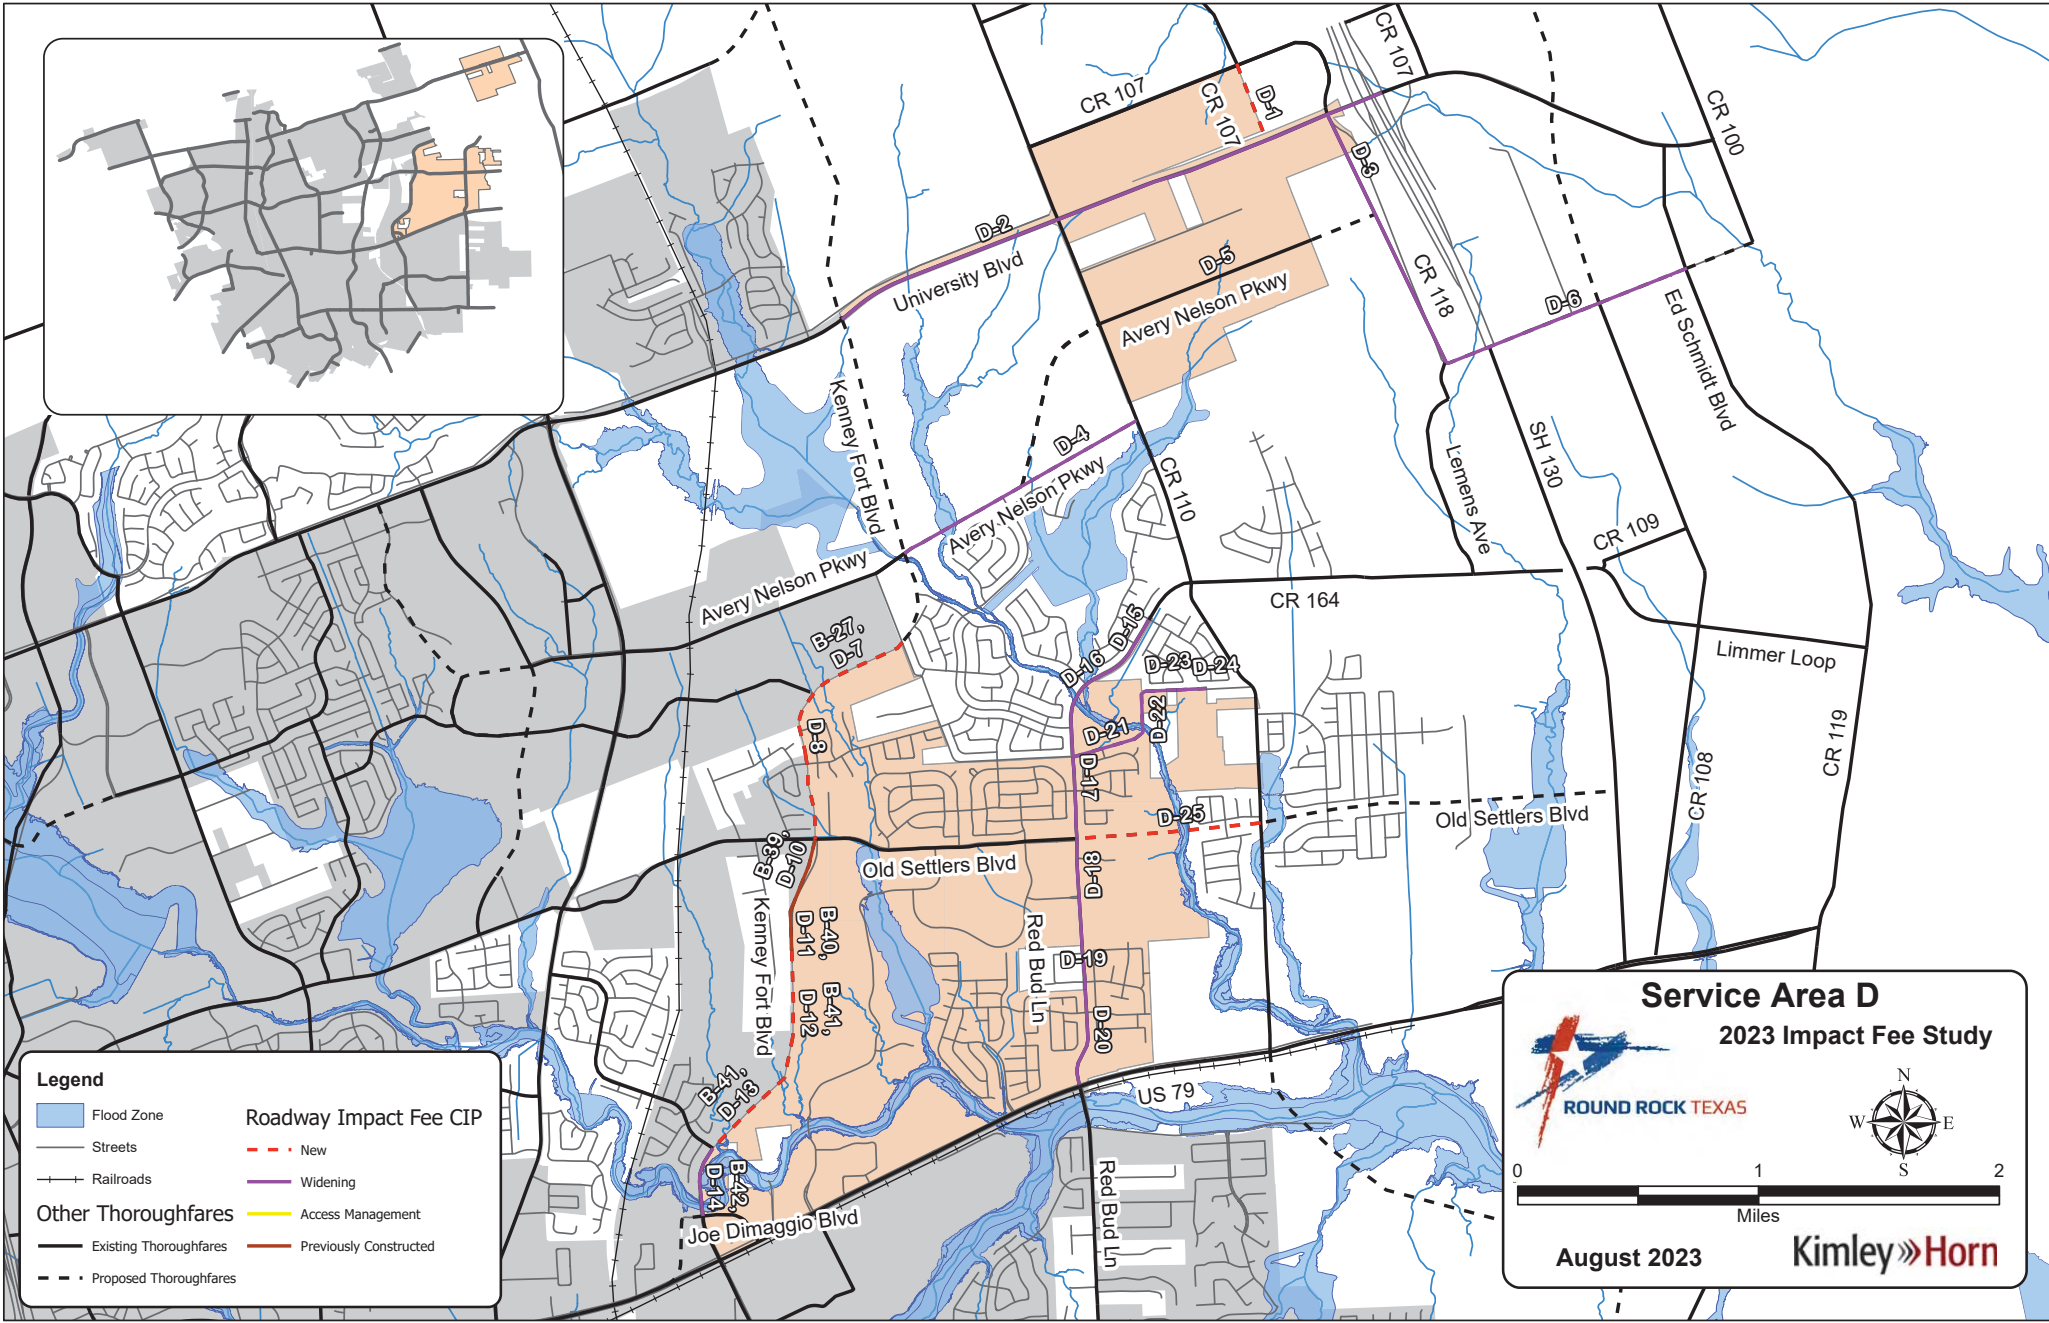 CR 107
CR 107
CR 107
D-1
CR 100
D-3
D-2
University Blvd
D-5
Avery Nelson Pkwy
CR 118
D-6
Ed Schmidt Blvd
Kenney Fort Blvd
D-4
Avery Nelson Pkwy
CR 110
Lemens Ave
SH 130
CR 109
Avery Nelson Pkwy
CR 164
B-27,
D-7
D-15
D-16
D-23
D-24
Limmer Loop
D-8
D-21
D-22
D-17
CR 108
CR 119
D-25
Old Settlers Blvd
B-39,
D-10
Old Settlers Blvd
D-18
Kenney Fort Blvd
B-40,
D-11
Red Bud Ln
D-19
B-41,
D-12
D-20
B-41,
D-13
US 79
B-42,
D-14
Joe Dimaggio Blvd
Red Bud Ln
Legend
Flood Zone
Streets
Railroads
Other Thoroughfares
Existing Thoroughfares
Proposed Thoroughfares
Roadway Impact Fee CIP
New
Widening
Access Management
Previously Constructed
Service Area D
2023 Impact Fee Study
ROUND ROCK TEXAS
N
W E
S
0 1 2
Miles
August 2023
Kimley»Horn